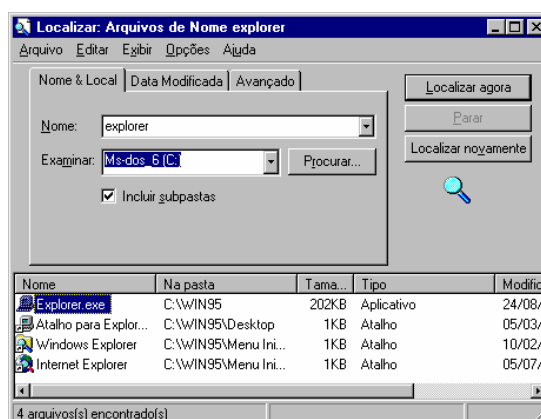 Localizar: Arquivos de Nome explorer
Arquivo Editar Exibir Opções Ajuda
Nome & Local Data Modificada Avançado
Localizar agora
Nome: explorer
Parar
Examinar: Ms-dos_6 (C:) Procurar...
Localizar novamente
Incluir subpastas
Nome Na pasta Tama... Tipo Modific
Explorer.exe C:\WIN95 202KB Aplicativo 24/08/
Atalho para Explor... C:\WIN95\Desktop 1KB Atalho 05/03/
Windows Explorer C:\WIN95\Menu Ini... 1KB Atalho 10/02/
Internet Explorer C:\WIN95\Menu Ini... 1KB Atalho 05/07/
4 arquivos(s) encontrado(s)